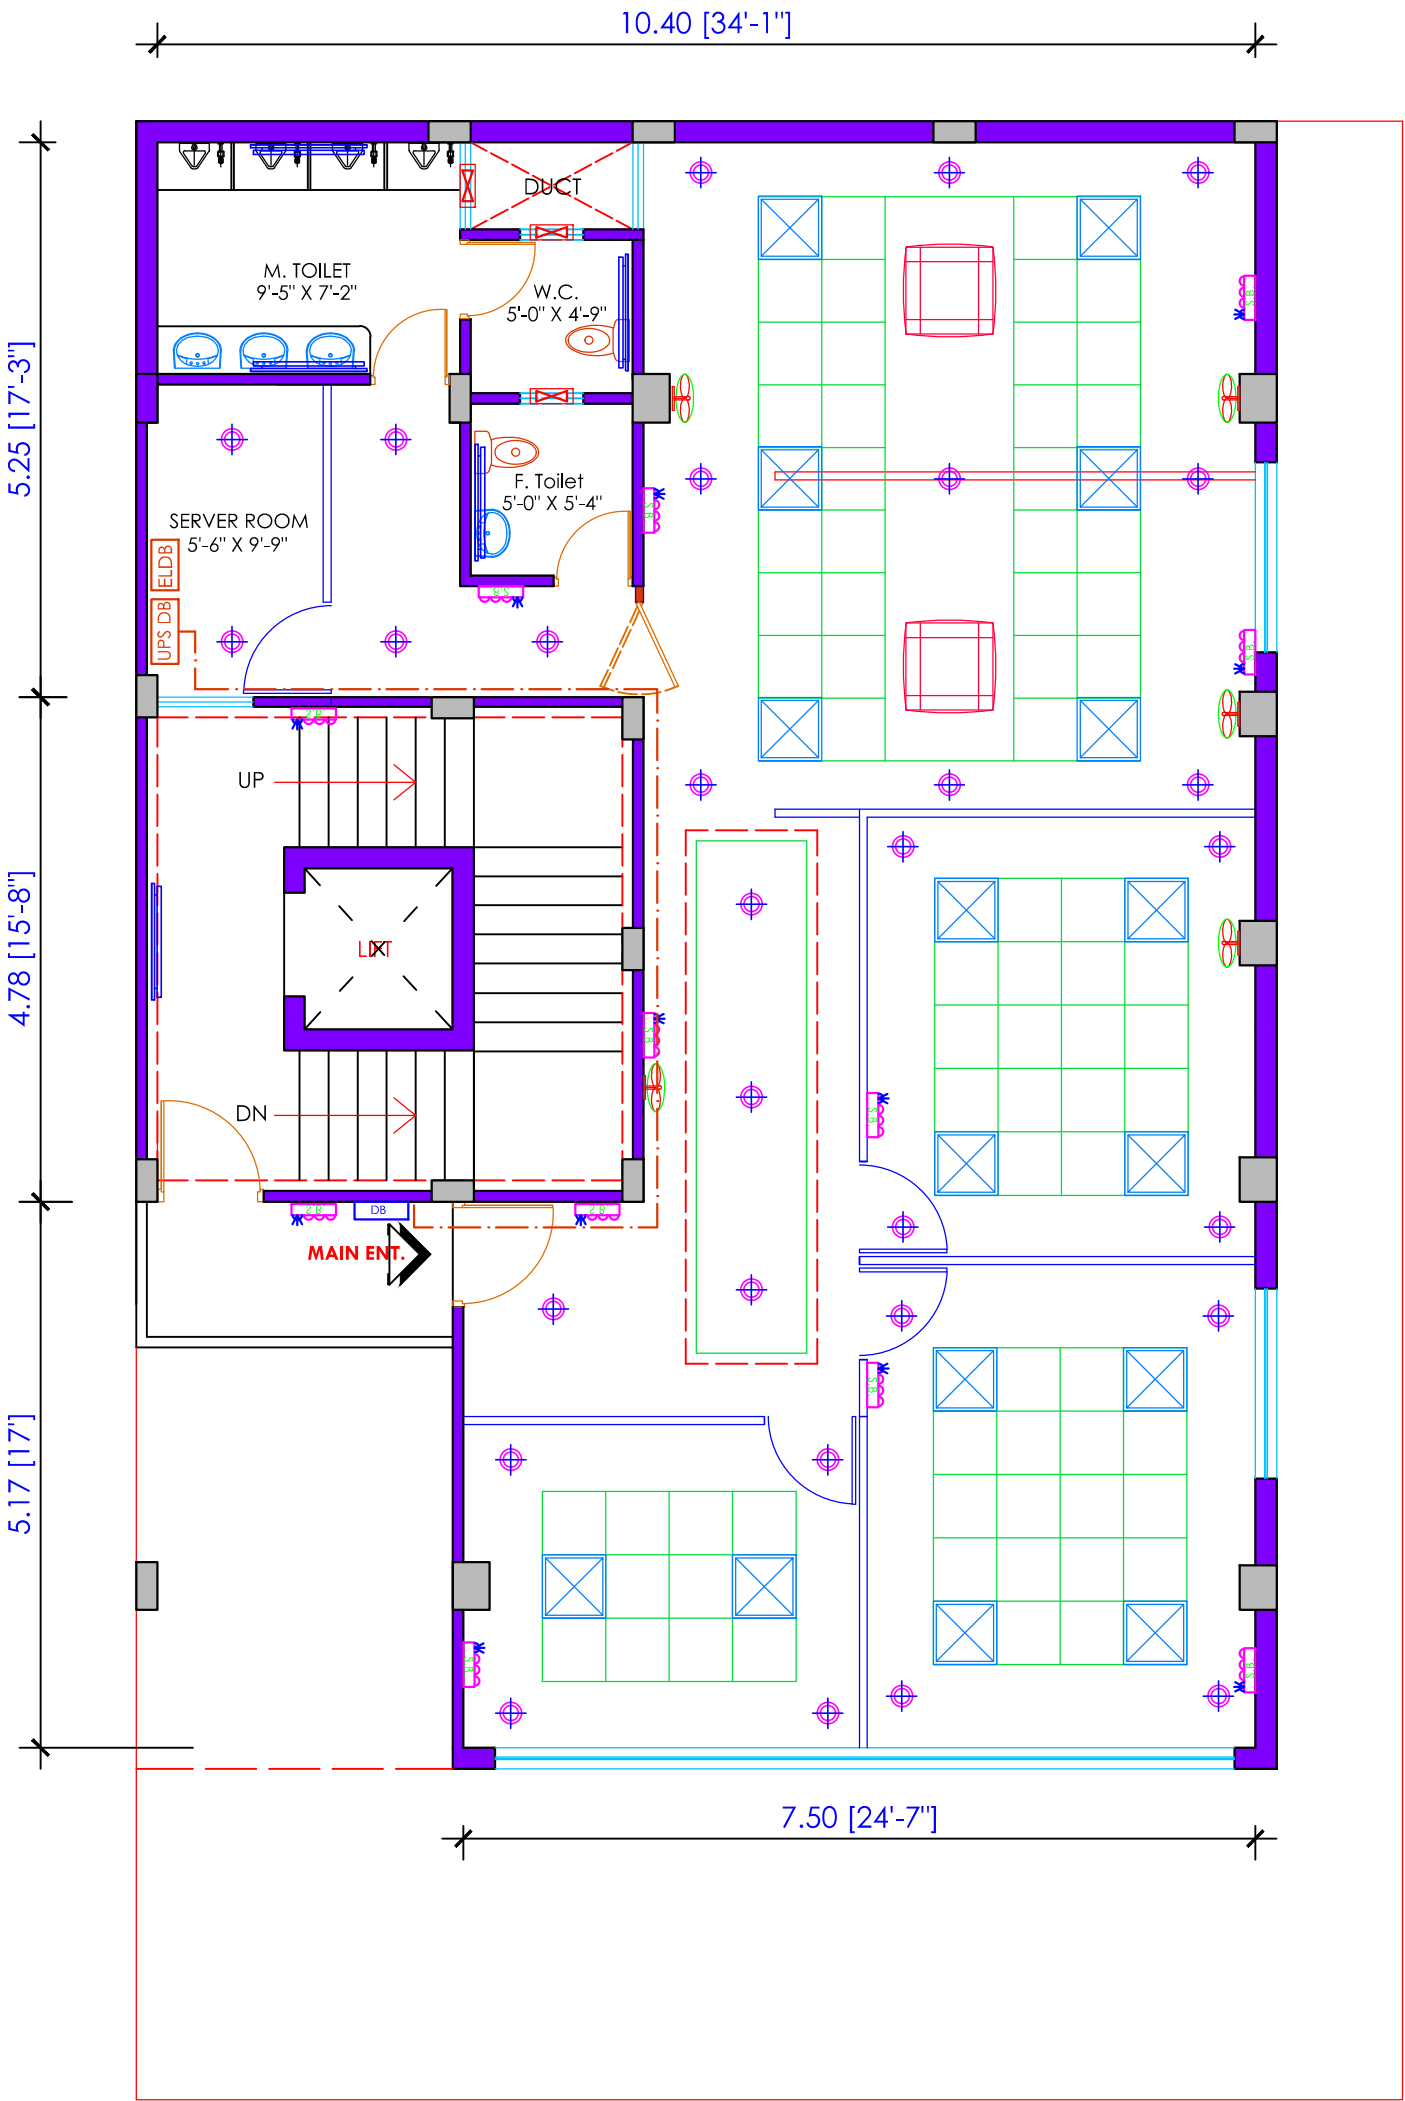 10.40 [34'-1"]
DUCT
M. TOILET
9'-5" X 7'-2"
W.C.
5'-0" X 4'-9"
S.B.
5.25 [17'-3"]
F. Toilet
5'-0" X 5'-4"
S.B.
SERVER ROOM
5'-6" X 9'-9"
ELDB
UPS DB
S.B.
S.B.
S.B.
UP
4.78 [15'-8"]
LIFT
S.B.
DN
S.B.
S.B.
DB
S.B.
MAIN ENT.
S.B.
5.17 [17']
S.B.
S.B.
7.50 [24'-7"]